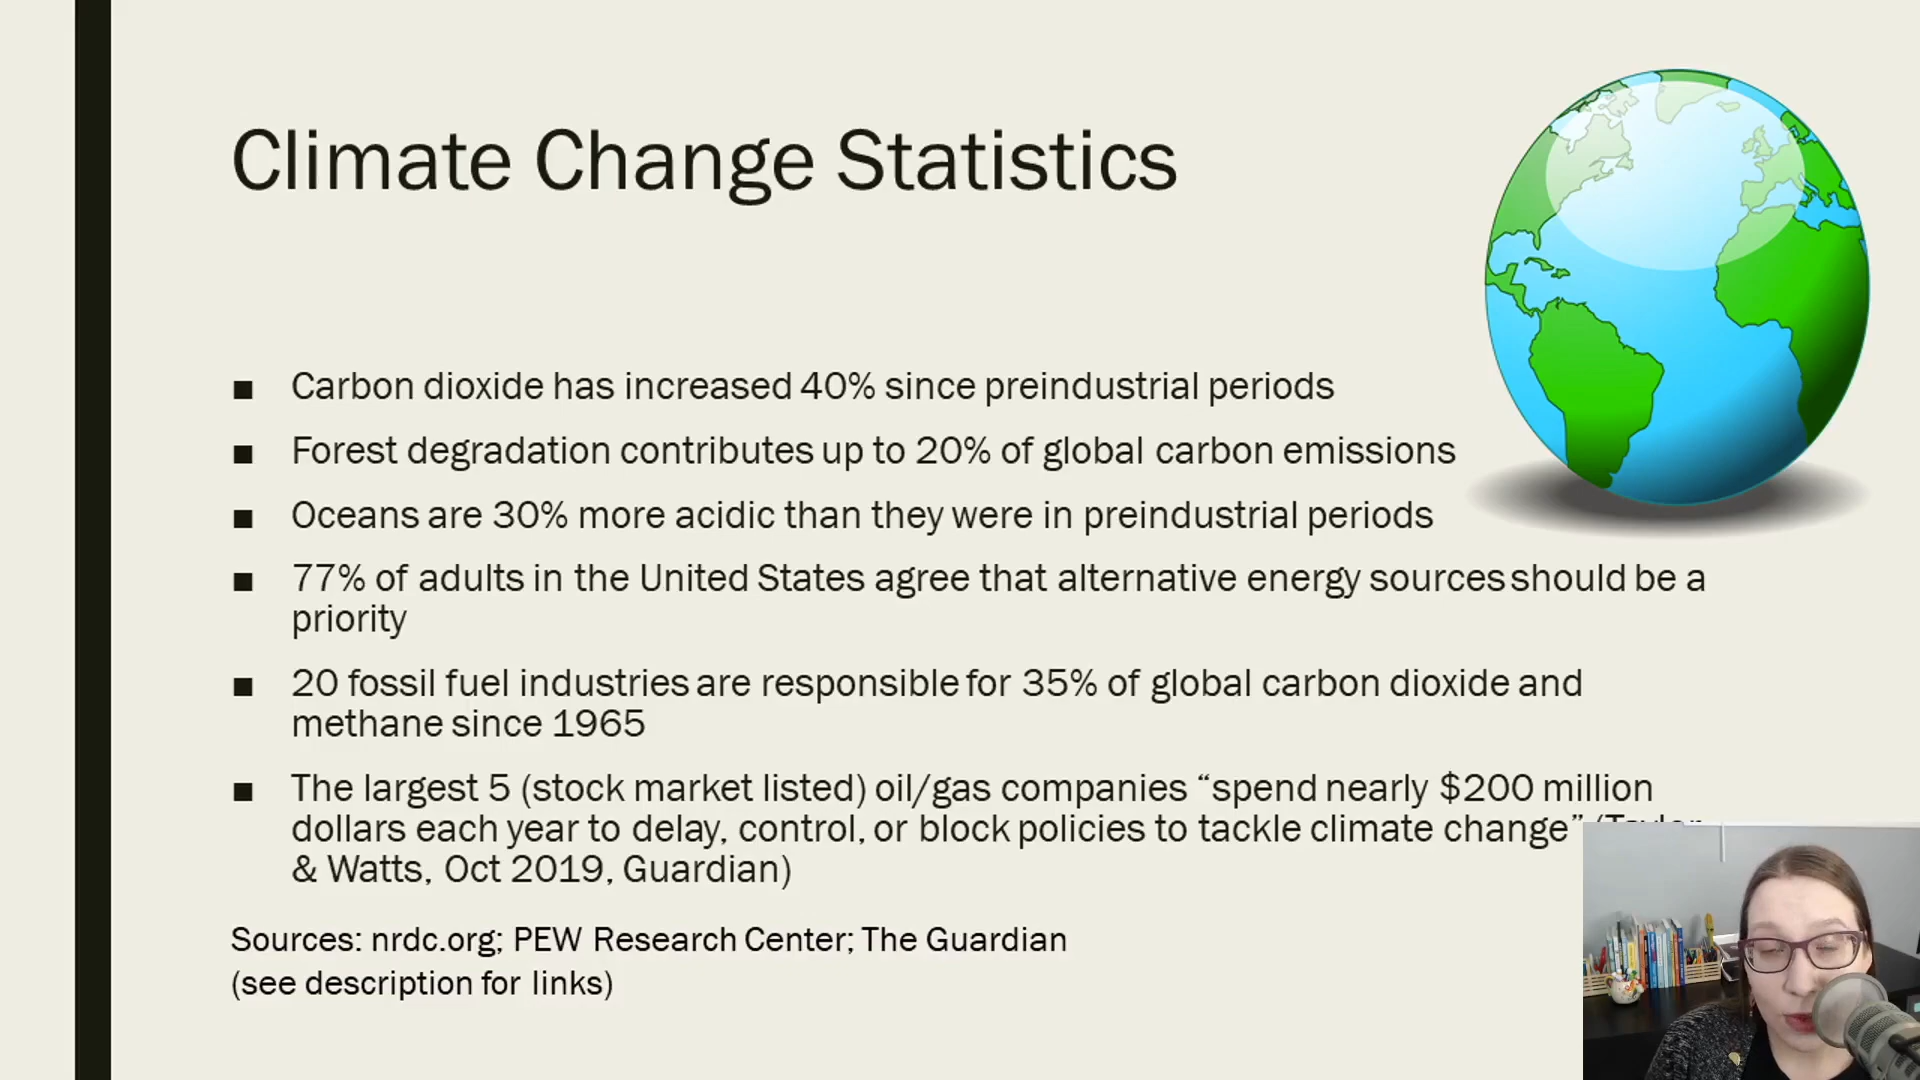 Climate Change Statistics
■ Carbon dioxide has increased 40% since preindustrial periods
■ Forest degradation contributes up to 20% of global carbon emissions
■ Oceans are 30% more acidic than they were in preindustrial periods
■ 77% of adults in the United States agree that alternative energy sources should be a
priority
■ 20 fossil fuel industries are responsible for 35% of global carbon dioxide and
methane since 1965
■ The largest 5 (stock market listed) oil/gas companies “spend nearly $200 million
dollars each year to delay, control, or block policies to tackle climate change” (Taylor
& Watts, Oct 2019, Guardian)
Sources: nrdc.org; PEW Research Center; The Guardian
(see description for links)